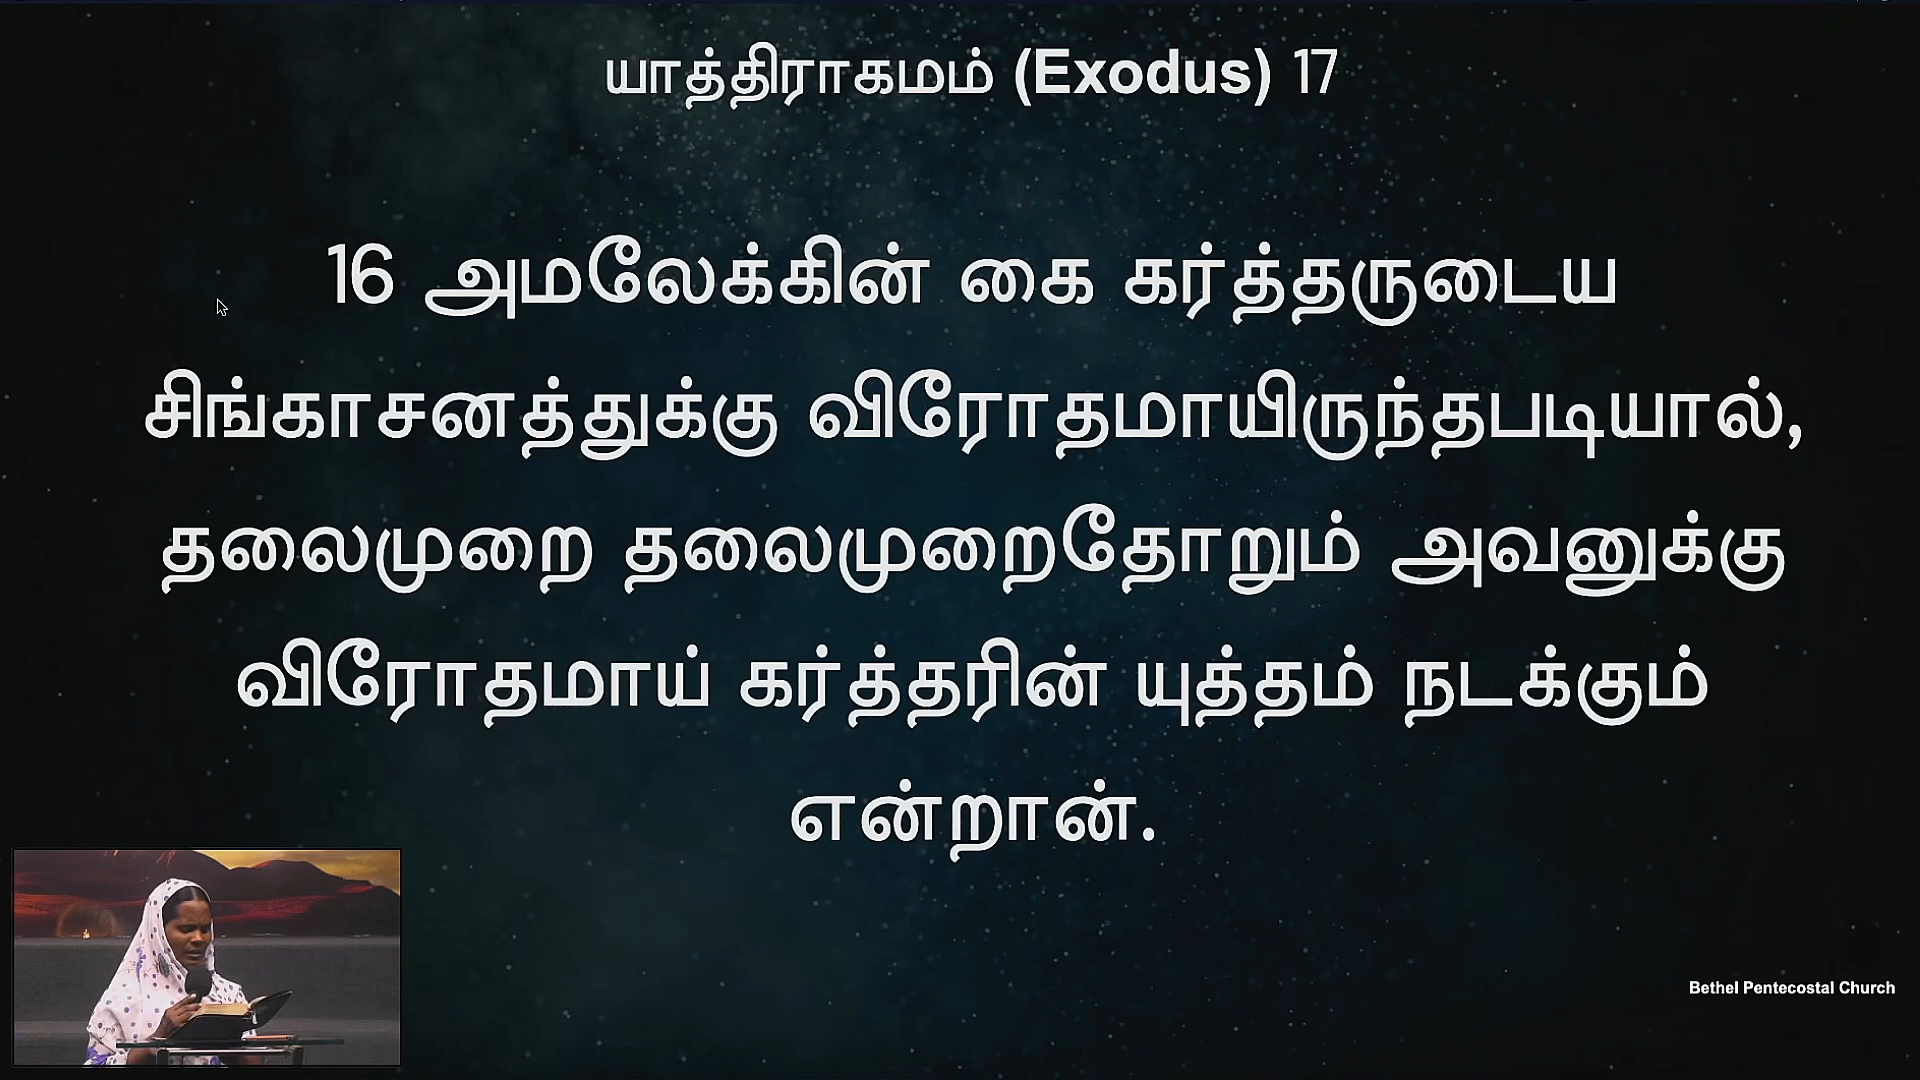 யாத்திராகமம் (Exodus) 17
16 அமலேக்கின் கை கர்த்தருடைய
சிங்காசனத்துக்கு விரோதமாயிருந்தபடியால்,
தலைமுறை தலைமுறைதோறும் அவனுக்கு
விரோதமாய் கர்த்தரின் யுத்தம் நடக்கும்
என்றான்.
Bethel Pentecostal Church